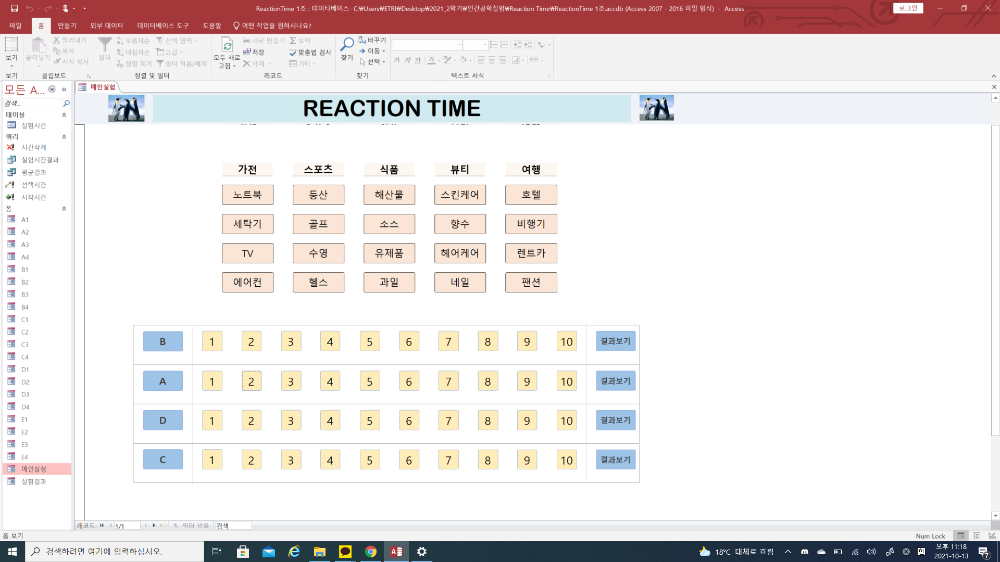 ReactionTime 1조 : 데이터베이스- C:₩Users₩ETRI₩Desktop₩2021_2학기₩인간공학실험₩Reaction Time₩ReactionTime 1조.accdb (Access 2007 - 2016 파일 형식) - Access
로그인
파일 홈 만들기 외부 데이터 데이터베이스 도구 도움말 어떤 작업을 원하시나요?
보기
보기
붙여넣기
잘라내기
복사
서식 복사
클립보드
필터
오름차순
내림차순
정렬 제거
선택 영역
고급
필터 적용/해제
정렬 및 필터
모두 새로
고침
새로 만들기
저장
삭제
요약
맞춤법 검사
기타
레코드
찾기
바꾸기
이동
선택
찾기
가 가 가 가
텍스트 서식
모든 A...
검색...
테이블
실험시간
쿼리
시간삭제
실험시간결과
평균결과
선택시간
시작시간
폼
A1
A2
A3
A4
B1
B2
B3
B4
C1
C2
C3
C4
D1
D2
D3
D4
E1
E2
E3
E4
메인실험
실험결과
메인실험
REACTION TIME
가전 스포츠 식품 뷰티 여행
노트북 등산 해산물 스킨케어 호텔
세탁기 골프 소스 향수 비행기
TV 수영 유제품 헤어케어 렌트카
에어컨 헬스 과일 네일 팬션
B 1 2 3 4 5 6 7 8 9 10 결과보기
A 1 2 3 4 5 6 7 8 9 10 결과보기
D 1 2 3 4 5 6 7 8 9 10 결과보기
C 1 2 3 4 5 6 7 8 9 10 결과보기
레코드: 1/1 필터 없음 검색
폼 보기
Num Lock
검색하려면 여기에 입력하십시오.
18°C 대체로 흐림
오후 11:18
2021-10-13
7